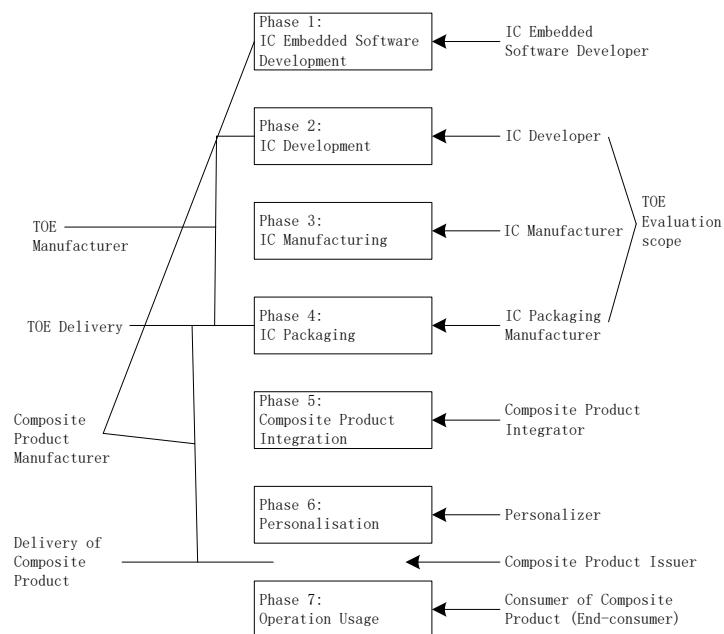 Phase 1:
IC Embedded Software
Development
IC Embedded
Software Developer
Phase 2:
IC Development
IC Developer
TOE
Manufacturer
Phase 3:
IC Manufacturing
IC Manufacturer
TOE
Evaluation
scope
TOE Delivery
Phase 4:
IC Packaging
IC Packaging
Manufacturer
Composite
Product
Manufacturer
Phase 5:
Composite Product
Integration
Composite Product
Integrator
Phase 6:
Personalisation
Personalizer
Delivery of
Composite
Product
Composite Product Issuer
Phase 7:
Operation Usage
Consumer of Composite
Product (End-consumer)